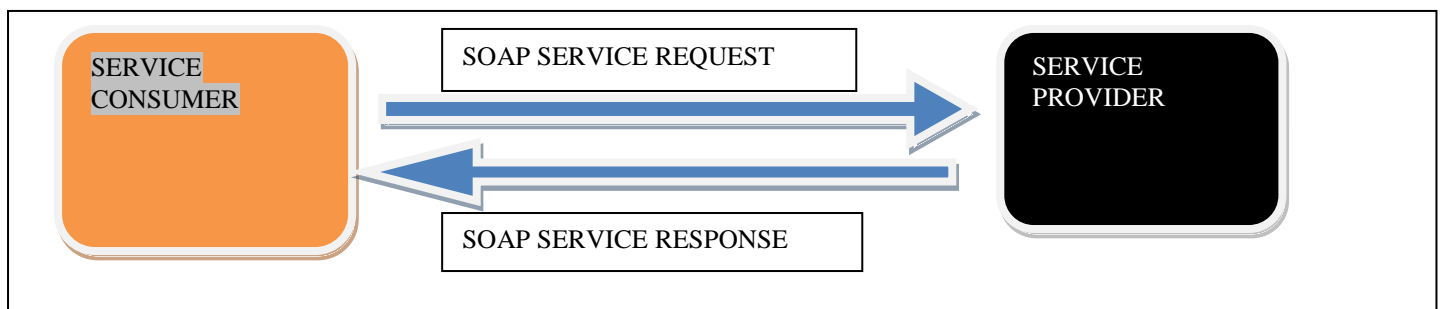 SERVICE
CONSUMER
SOAP SERVICE REQUEST
SERVICE
PROVIDER
SOAP SERVICE RESPONSE